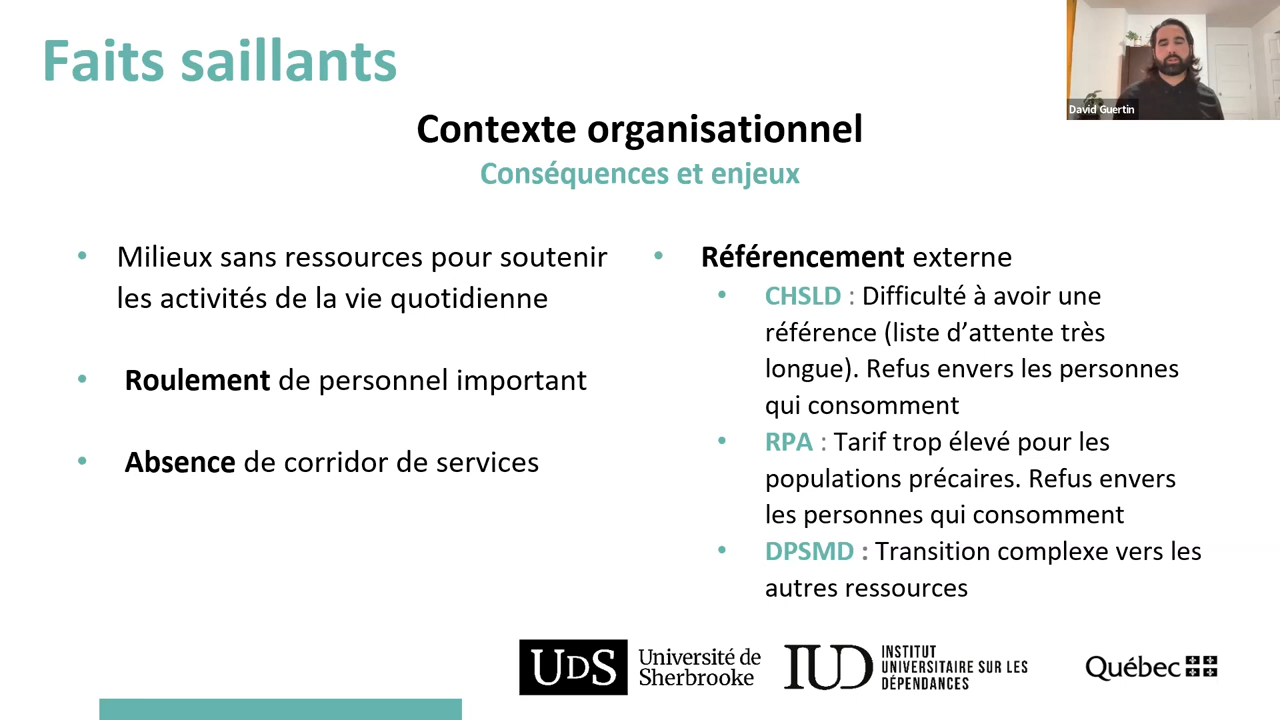 Faits saillants
David Guertin
Contexte organisationnel
Conséquences et enjeux
• Milieux sans ressources pour soutenir
les activités de la vie quotidienne
• Roulement de personnel important
• Absence de corridor de services
• Référencement externe
• CHSLD : Difficulté à avoir une
référence (liste d’attente très
longue). Refus envers les personnes
qui consomment
• RPA : Tarif trop élevé pour les
populations précaires. Refus envers
les personnes qui consomment
• DPSMD : Transition complexe vers les
autres ressources
UDS
Université de
Sherbrooke
IUD
INSTITUT
UNIVERSITAIRE SUR LES
DÉPENDANCES
Québec